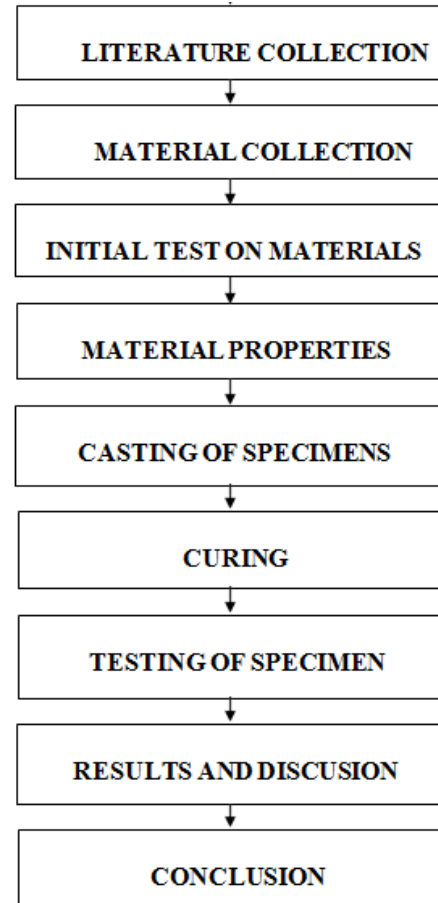 LITERATURE COLLECTION
MATERIAL COLLECTION
INITIAL TEST ON MATERIALS
MATERIAL PROPERTIES
CASTING OF SPECIMENS
CURING
TESTING OF SPECIMEN
RESULTS AND DISCUSION
CONCLUSION